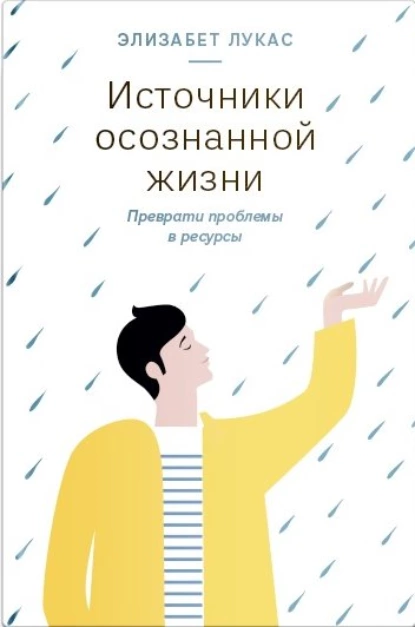 ЭЛИЗАБЕТ ЛУКАС
Источники
осознанной
жизни
Преврати проблемы
в ресурсы